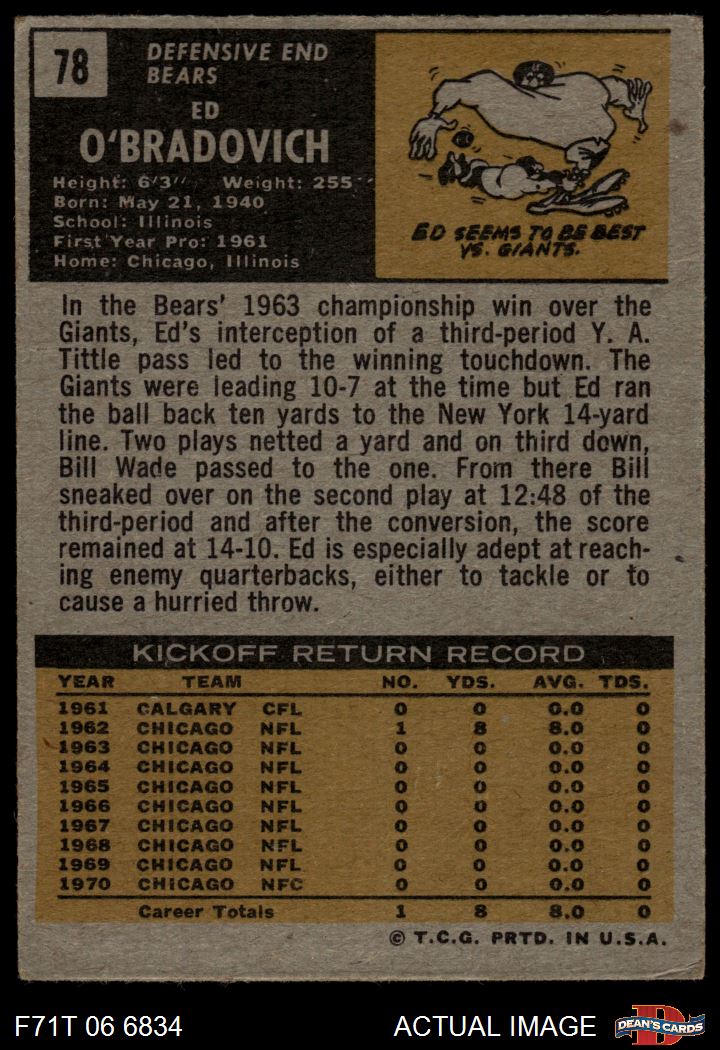 78
DEFENSIVE END
BEARS
ED
O'BRADOVICH
Height: 6'3" Weight: 255
Born: May 21, 1940
School: Illinois
First Year Pro: 1961
Home: Chicago, Illinois
ED SEEMS TO BE BEST
VS. GIANTS.
In the Bears' 1963 championship win over the
Giants, Ed's interception of a third-period Y. A.
Tittle pass led to the winning touchdown. The
Giants were leading 10-7 at the time but Ed ran
the ball back ten yards to the New York 14-yard
line. Two plays netted a yard and on third down,
Bill Wade passed to the one. From there Bill
sneaked over on the second play at 12:48 of the
third-period and after the conversion, the score
remained at 14-10. Ed is especially adept at reach-
ing enemy quarterbacks, either to tackle or to
cause a hurried throw.
KICKOFF RETURN RECORD
YEAR TEAM NO. YDS. AVG. TDS.
1961 CALGARY CFL 0 0 0.0 0
1962 CHICAGO NFL 1 8 8.0 0
1963 CHICAGO NFL 0 0 0.0 0
1964 CHICAGO NFL 0 0 0.0 0
1965 CHICAGO NFL 0 0 0.0 0
1966 CHICAGO NFL 0 0 0.0 0
1967 CHICAGO NFL 0 0 0.0 0
1968 CHICAGO NFL 0 0 0.0 0
1969 CHICAGO NFL 0 0 0.0 0
1970 CHICAGO NFC 0 0 0.0 0
Career Totals 1 8 8.0 0
© T.C.G. PRTD. IN U.S.A.
F71T 06 6834 ACTUAL IMAGE D DEAN'S CARDS